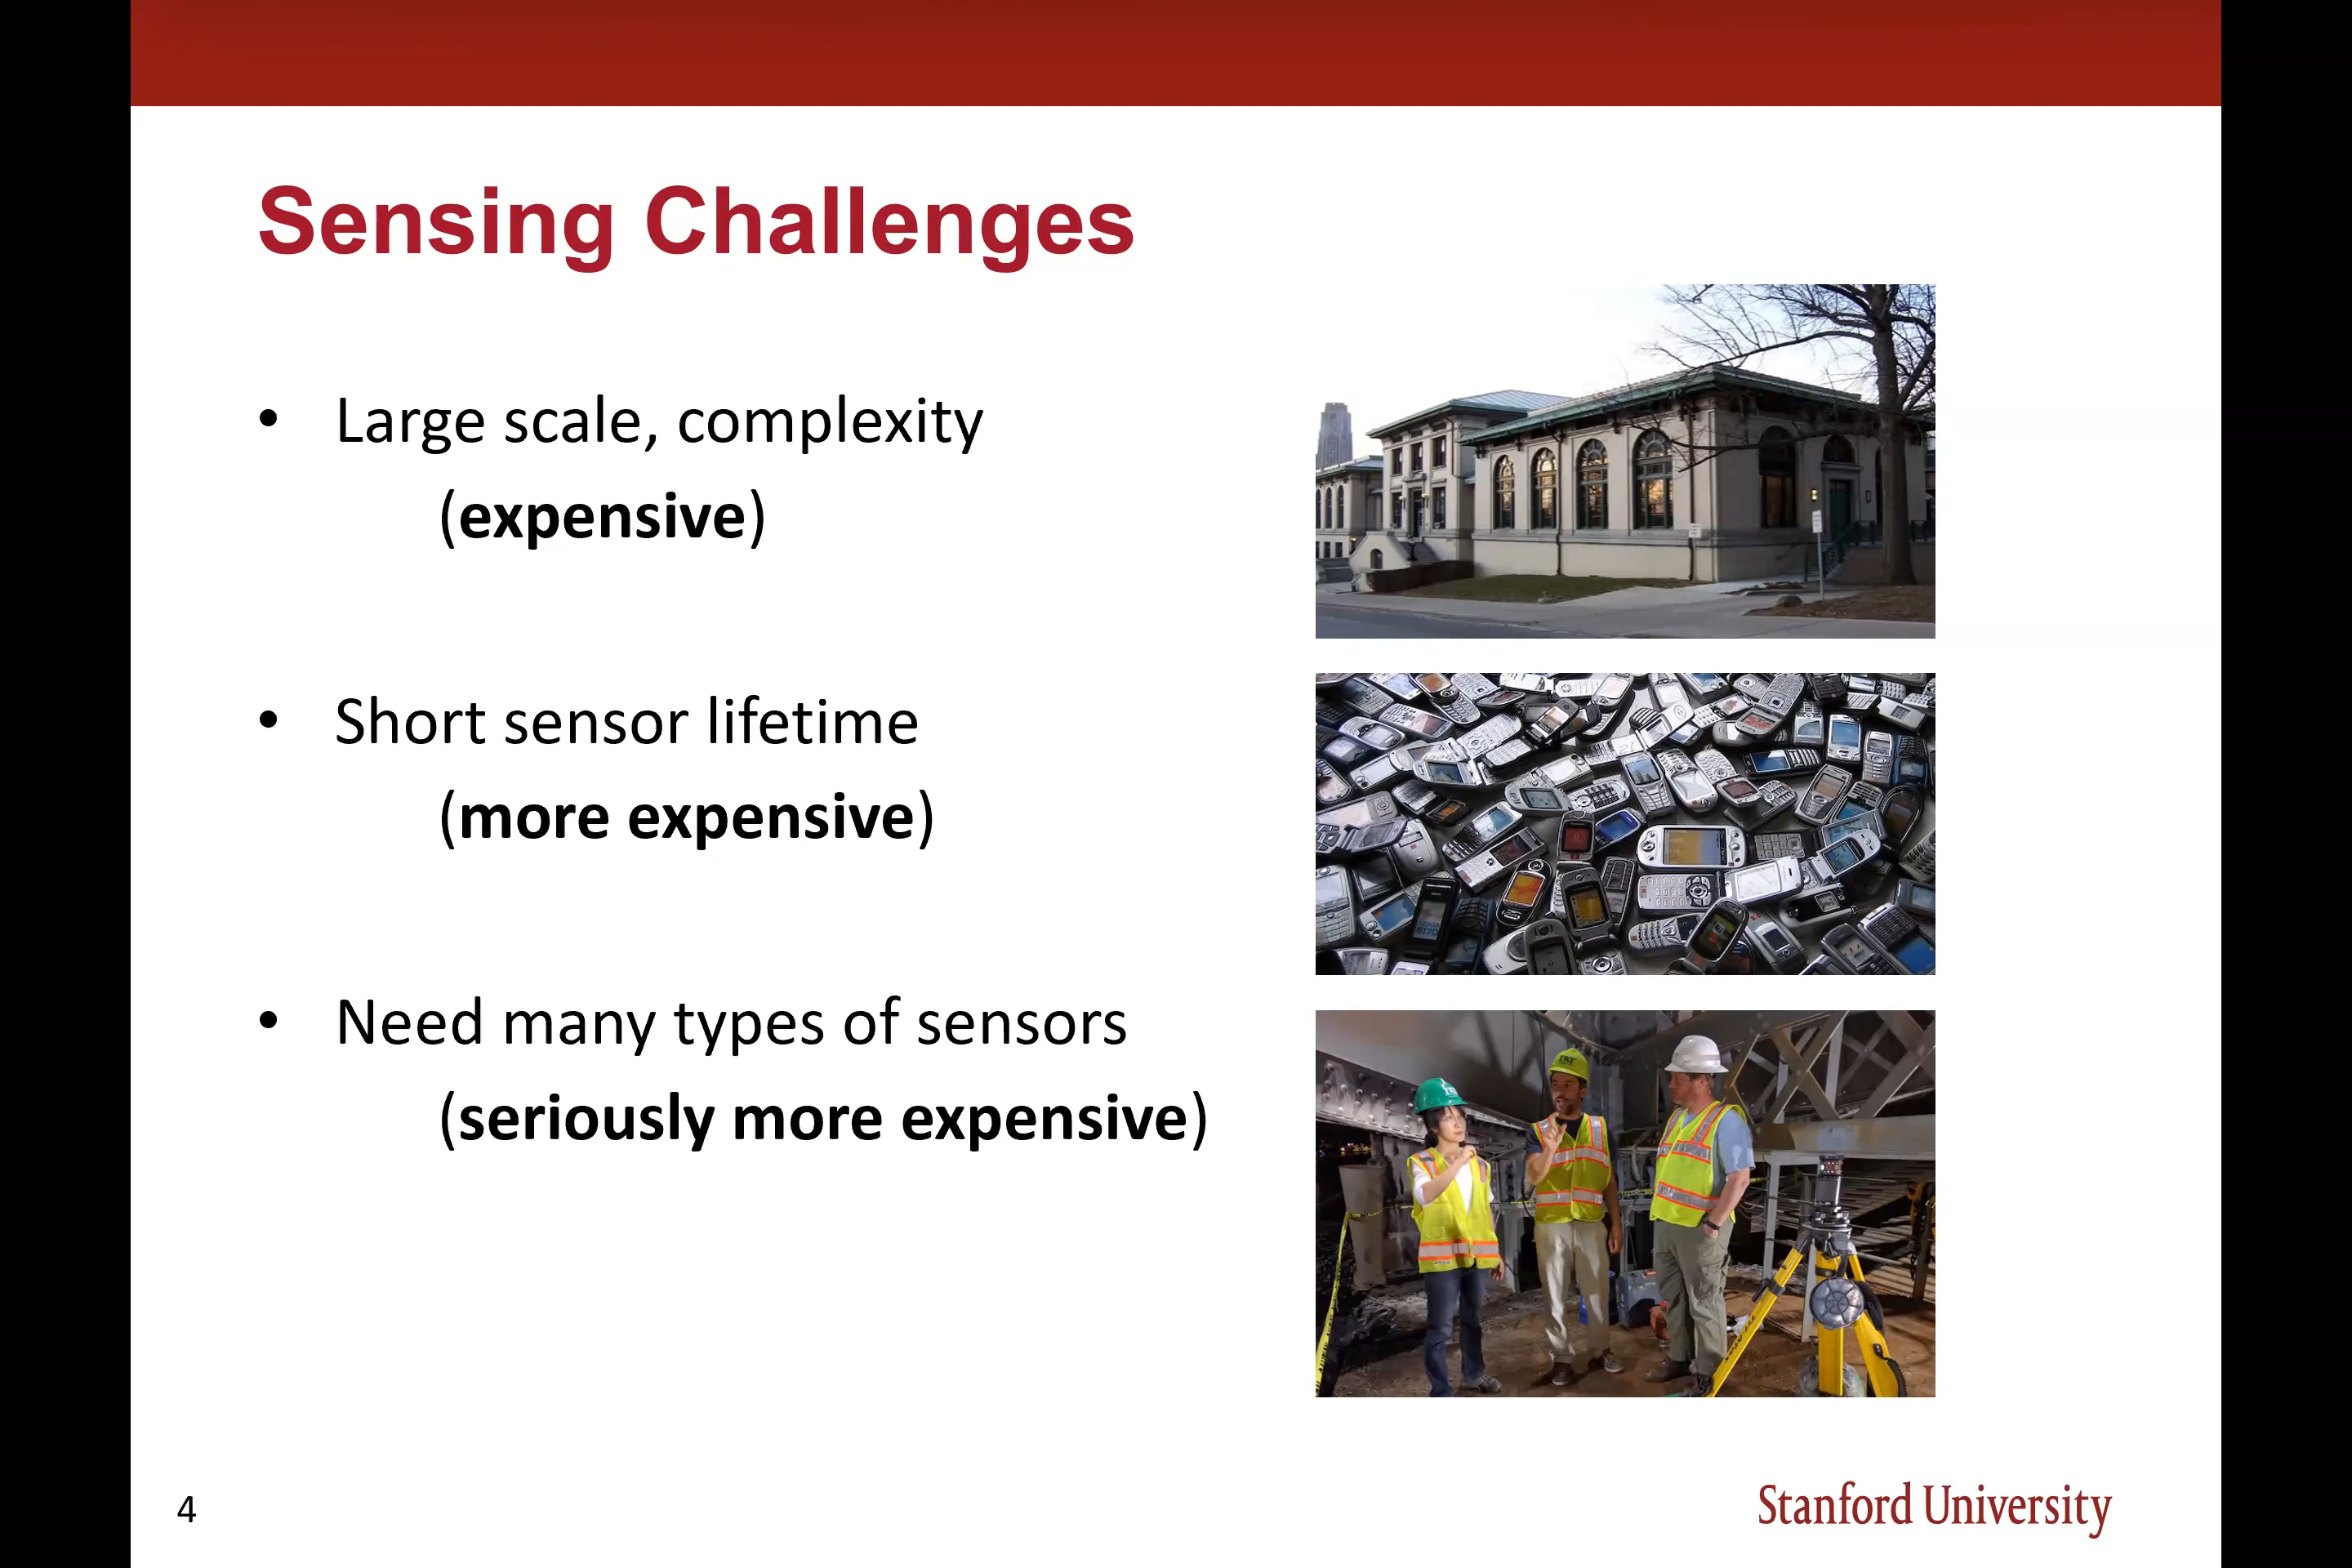 Sensing Challenges
• Large scale, complexity
(expensive)
• Short sensor lifetime
(more expensive)
• Need many types of sensors
(seriously more expensive)
4
Stanford University